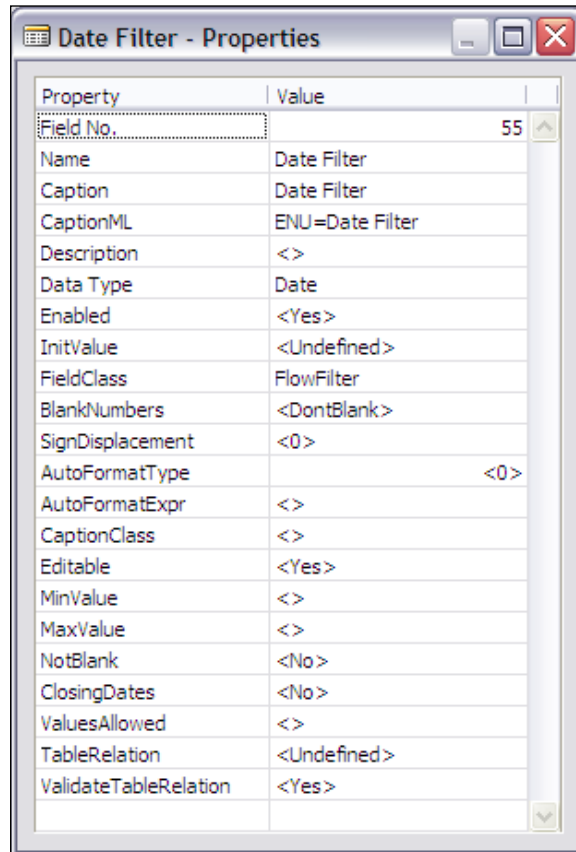 Date Filter - Properties
Property Value
Field No. 55
Name Date Filter
Caption Date Filter
CaptionML ENU=Date Filter
Description <>
Data Type Date
Enabled <Yes>
InitValue <Undefined>
FieldClass FlowFilter
BlankNumbers <DontBlank>
SignDisplacement <0>
AutoFormatType <0>
AutoFormatExpr <>
CaptionClass <>
Editable <Yes>
MinValue <>
MaxValue <>
NotBlank <No>
ClosingDates <No>
ValuesAllowed <>
TableRelation <Undefined>
ValidateTableRelation <Yes>